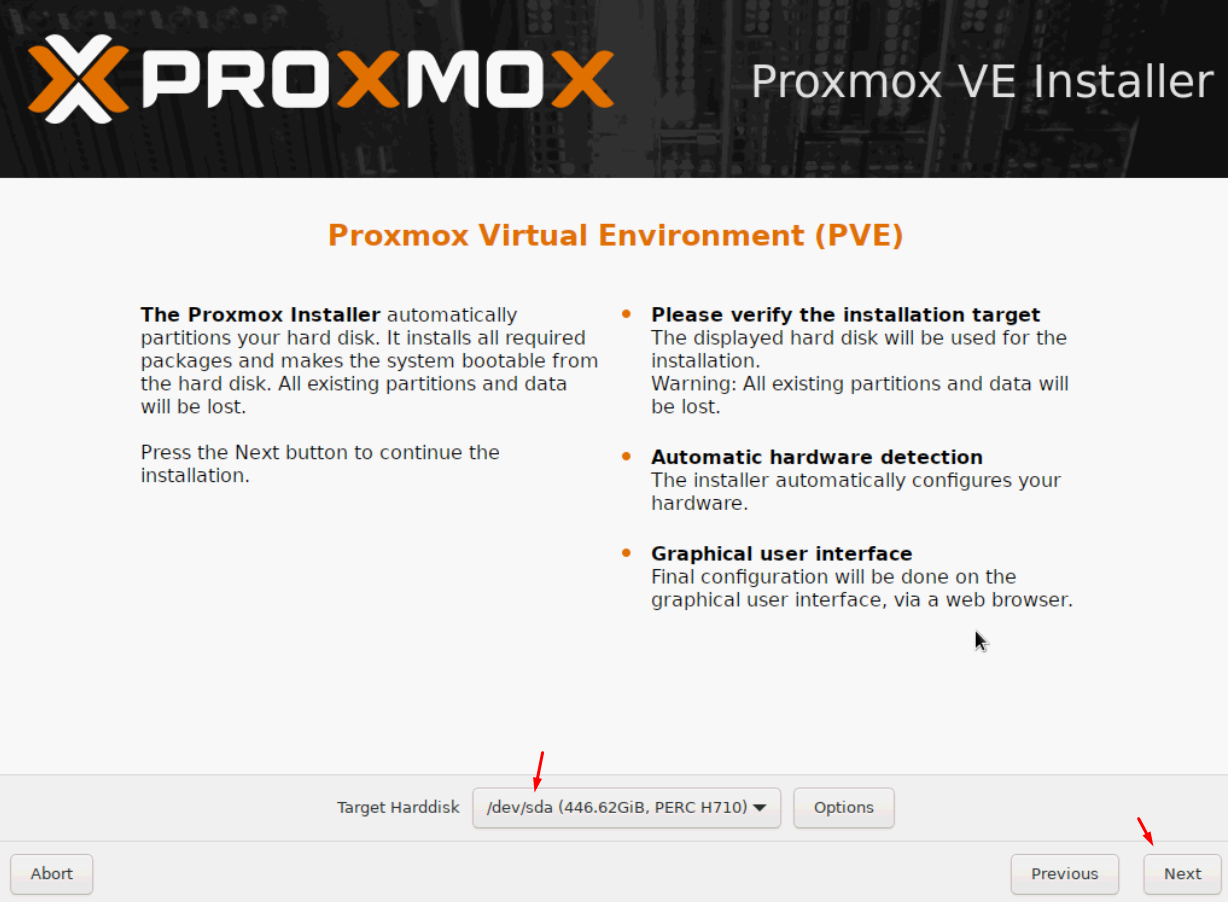 PROXMOX
Proxmox VE Installer
Proxmox Virtual Environment (PVE)
The Proxmox Installer automatically
partitions your hard disk. It installs all required
packages and makes the system bootable from
the hard disk. All existing partitions and data
will be lost.
Press the Next button to continue the
installation.
Please verify the installation target
The displayed hard disk will be used for the
installation.
Warning: All existing partitions and data will
be lost.
Automatic hardware detection
The installer automatically configures your
hardware.
Graphical user interface
Final configuration will be done on the
graphical user interface, via a web browser.
Target Harddisk
/dev/sda (446.62GiB, PERC H710)
Options
Abort
Previous
Next